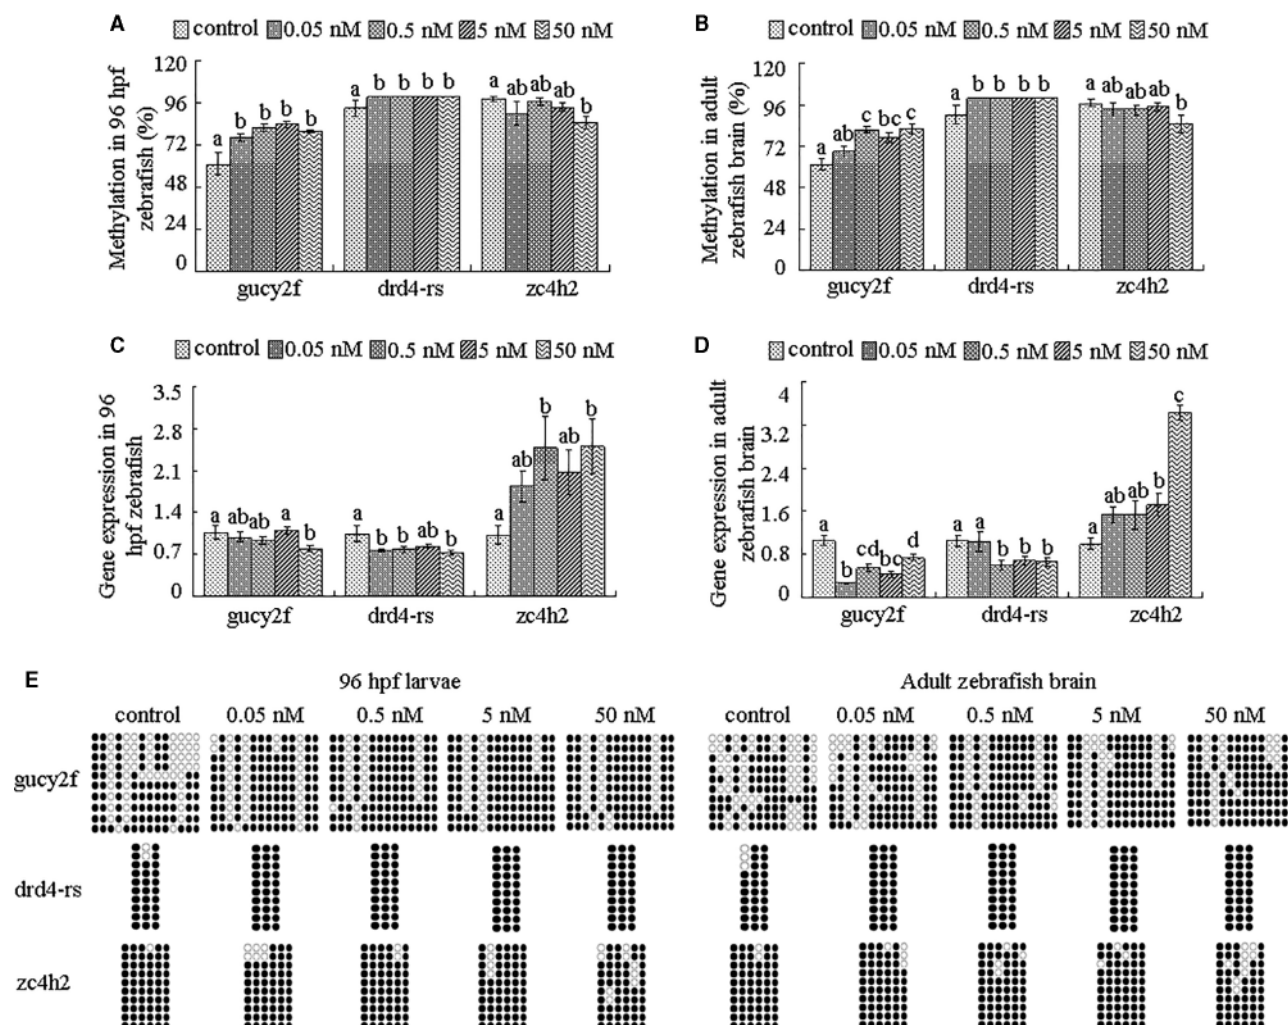 A
control 0.05 nM 0.5 nM 5 nM 50 nM
Methylation in 96 hpf
zebrafish (%)
120
96
72
48
24
0
a b b b b
a b b b b
a ab ab ab b
gucy2f drd4-rs zc4h2
B
control 0.05 nM 0.5 nM 5 nM 50 nM
Methylation in adult
zebrafish brain (%)
120
96
72
48
24
0
a ab c bc c
a b b b b
a ab ab ab b
gucy2f drd4-rs zc4h2
C
control 0.05 nM 0.5 nM 5 nM 50 nM
Gene expression in 96
hpf zebrafish
3.5
2.8
2.1
1.4
0.7
0
a ab ab a b
a b b ab b
a ab b ab b
gucy2f drd4-rs zc4h2
D
control 0.05 nM 0.5 nM 5 nM 50 nM
Gene expression in adult
zebrafish brain
4
3.2
2.4
1.6
0.8
0
a b cd bc d
a a b b b
a ab ab b c
gucy2f drd4-rs zc4h2
E
96 hpf larvae Adult zebrafish brain
control 0.05 nM 0.5 nM 5 nM 50 nM control 0.05 nM 0.5 nM 5 nM 50 nM
gucy2f
drd4-rs
zc4h2